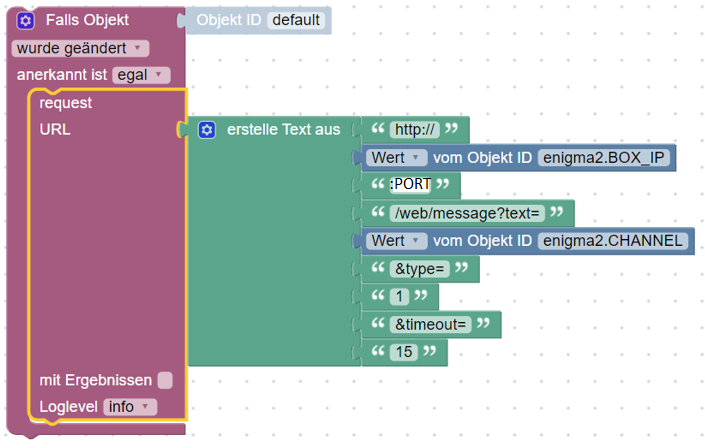 Falls Objekt Objekt ID default
wurde geändert
anerkannt ist egal
request
URL erstelle Text aus “ http:// ”
Wert vom Objekt ID enigma2.BOX_IP
“ :PORT ”
“ /web/message?text= ”
Wert vom Objekt ID enigma2.CHANNEL
“ &type= ”
“ 1 ”
“ &timeout= ”
“ 15 ”
mit Ergebnissen
Loglevel info